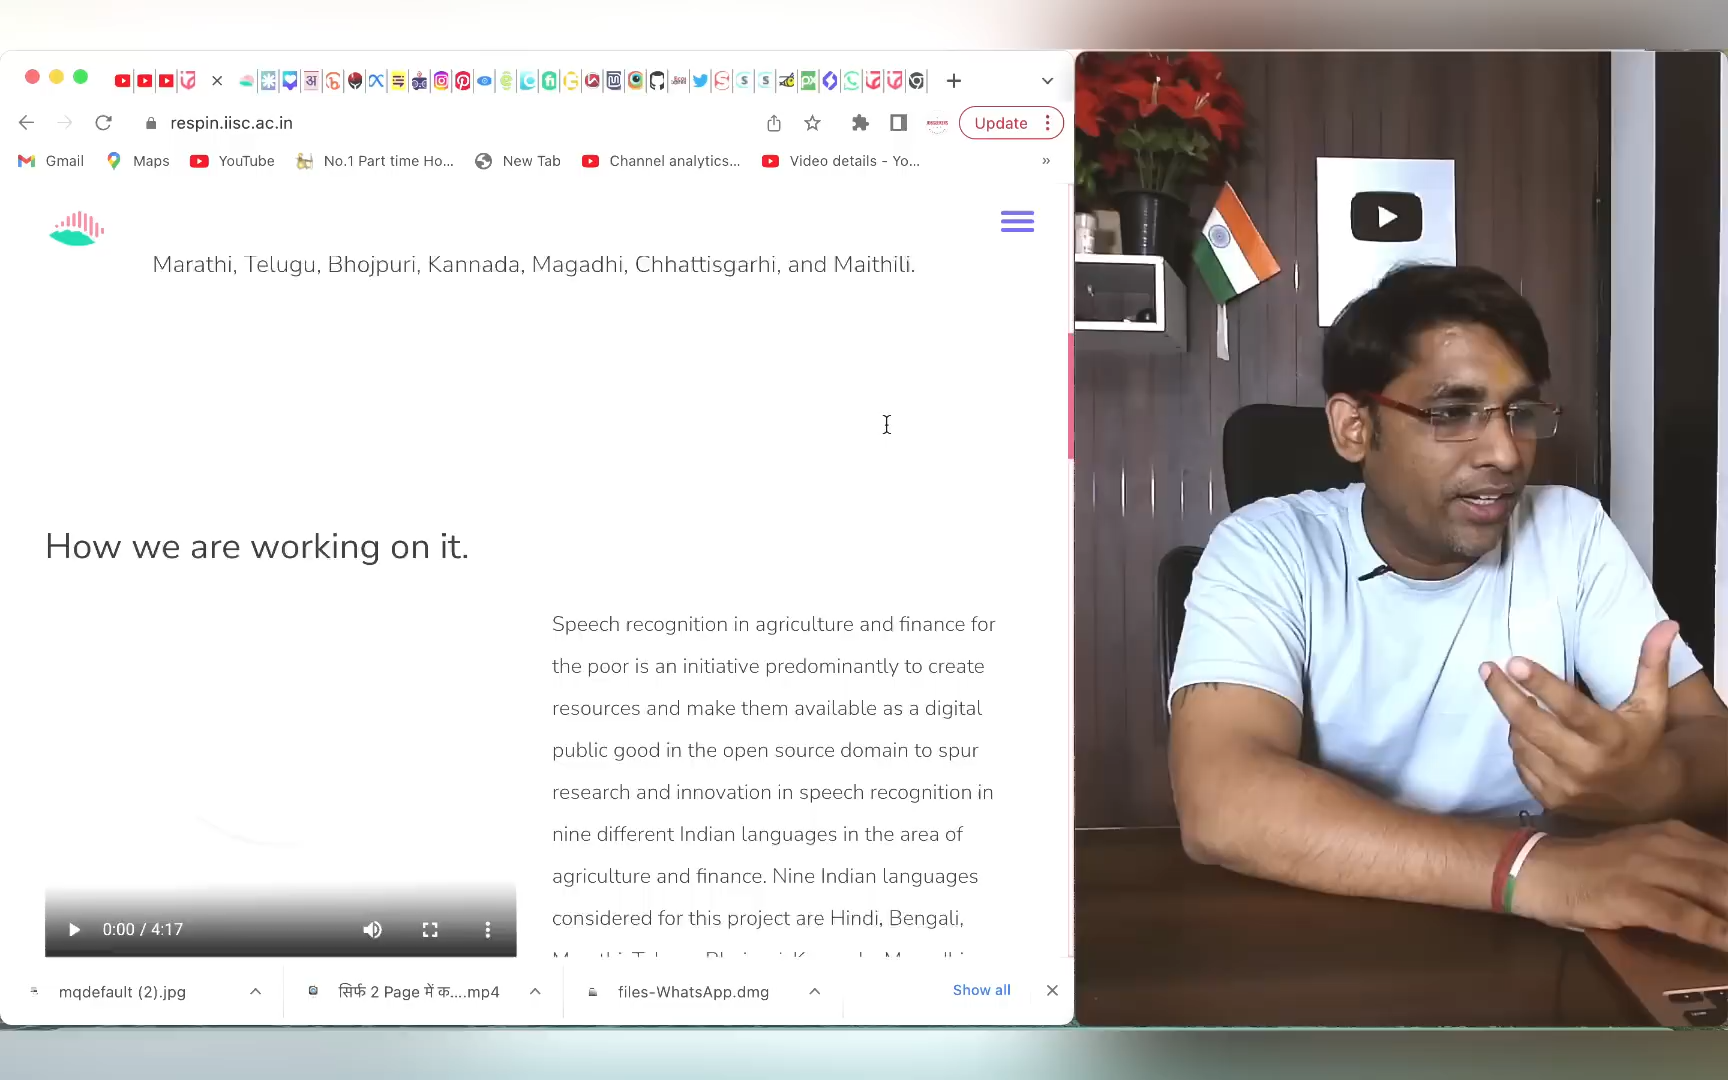 respin.iisc.ac.in
Update
Gmail
Maps
YouTube
No.1 Part time Ho...
New Tab
Channel analytics...
Video details - Yo...
»
Marathi, Telugu, Bhojpuri, Kannada, Magadhi, Chhattisgarhi, and Maithili.
How we are working on it.
Speech recognition in agriculture and finance for
the poor is an initiative predominantly to create
resources and make them available as a digital
public good in the open source domain to spur
research and innovation in speech recognition in
nine different Indian languages in the area of
agriculture and finance. Nine Indian languages
considered for this project are Hindi, Bengali,
0:00 / 4:17
mqdefault (2).jpg
सिर्फ 2 Page में क....mp4
files-WhatsApp.dmg
Show all